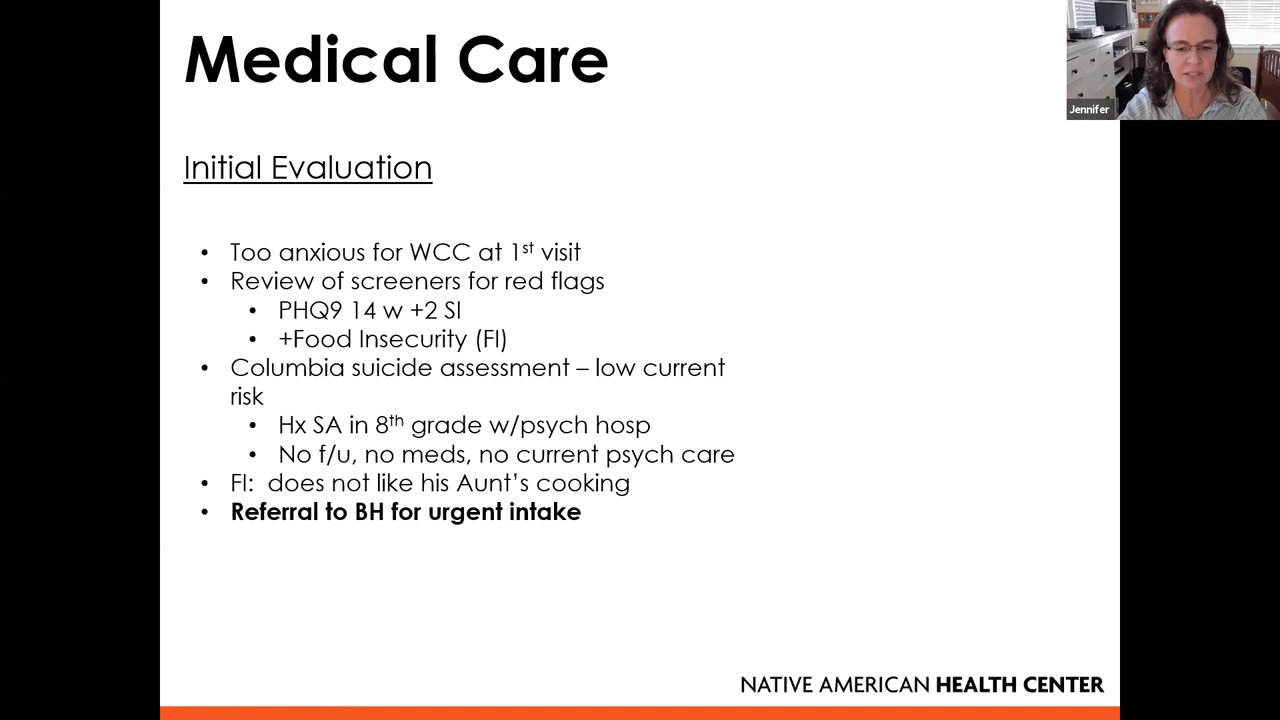 Medical Care
Jennifer
Initial Evaluation
• Too anxious for WCC at 1st visit
• Review of screeners for red flags
• PHQ9 14 w +2 SI
• +Food Insecurity (FI)
• Columbia suicide assessment – low current
risk
• Hx SA in 8th grade w/psych hosp
• No f/u, no meds, no current psych care
• FI:  does not like his Aunt’s cooking
• Referral to BH for urgent intake
NATIVE AMERICAN HEALTH CENTER